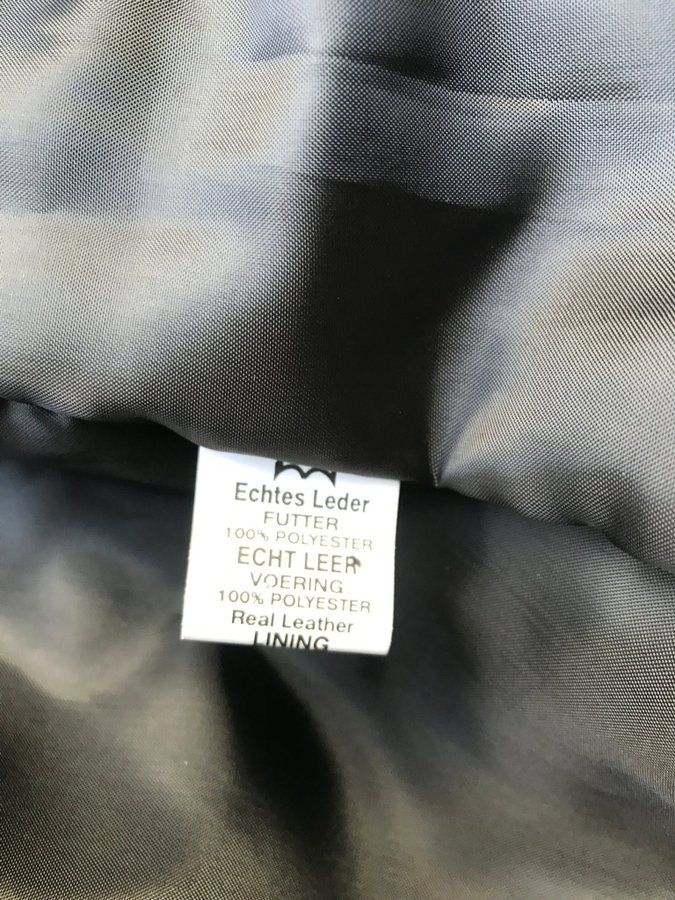 Echtes Leder
FUTTER
100% POLYESTER
ECHT LEER
VOERING
100% POLYESTER
Real Leather
LINING